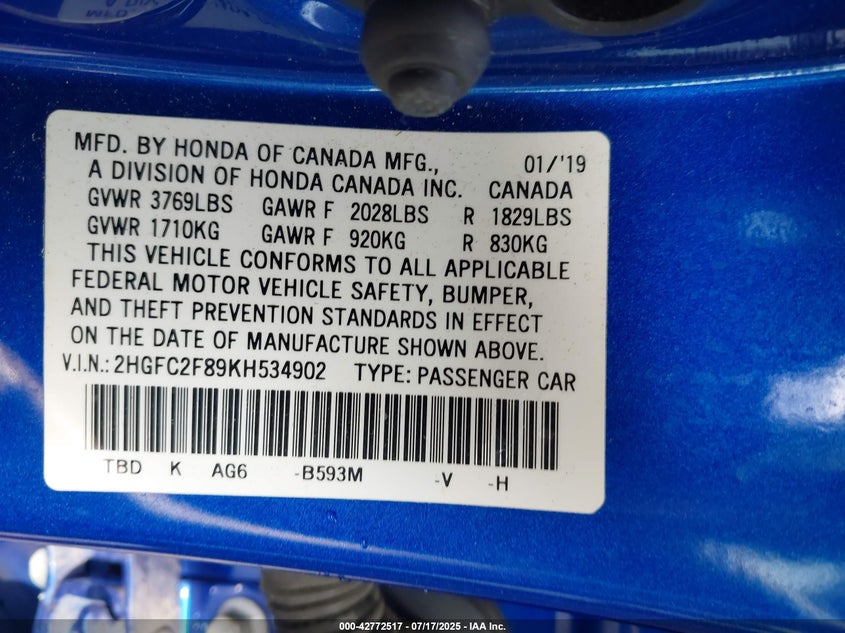 MFD. BY HONDA OF CANADA MFG., 01/'19
A DIVISION OF HONDA CANADA INC. CANADA
GVWR 3769LBS GAWR F 2028LBS R 1829LBS
GVWR 1710KG GAWR F 920KG R 830KG
THIS VEHICLE CONFORMS TO ALL APPLICABLE
FEDERAL MOTOR VEHICLE SAFETY, BUMPER,
AND THEFT PREVENTION STANDARDS IN EFFECT
ON THE DATE OF MANUFACTURE SHOWN ABOVE.
V.I.N.: 2HGFC2F89KH534902 TYPE: PASSENGER CAR
TBD K AG6 -B593M -V -H
000-42772517 - 07/17/2025 - IAA Inc.